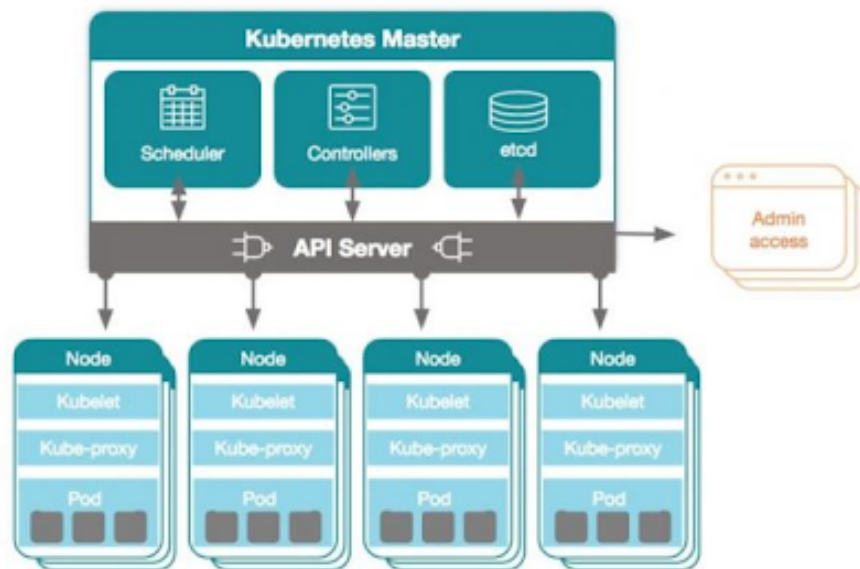 Kubernetes Master
Scheduler
Controllers
etcd
API Server
Admin
access
Node
Kubelet
Kube-proxy
Pod
Node
Kubelet
Kube-proxy
Pod
Node
Kubelet
Kube-proxy
Pod
Node
Kubelet
Kube-proxy
Pod